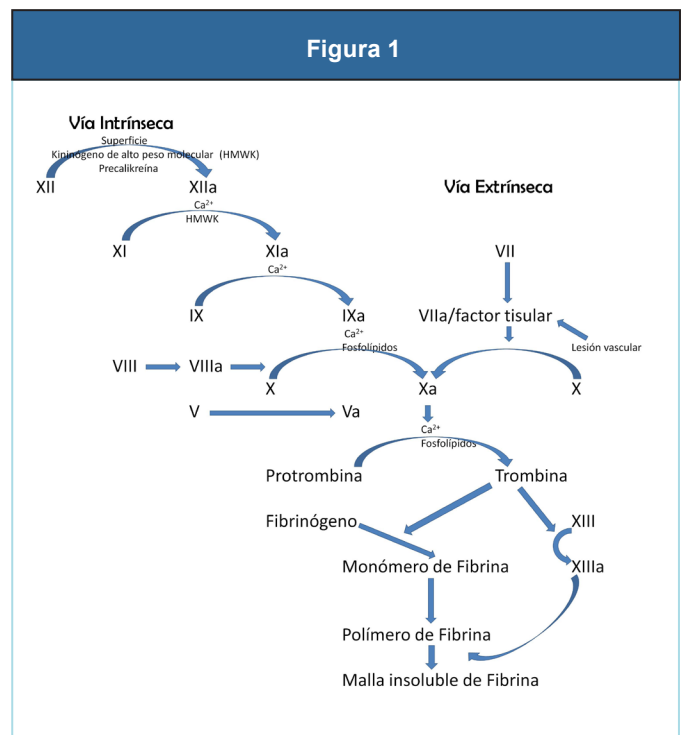 Figura 1
Vía Intrínseca
Superficie
Kininógeno de alto peso molecular (HMWK)
Precalikreína
XII XIIa
Vía Extrínseca
Ca²⁺
HMWK
XI XIa VII
Ca²⁺
IX IXa VIIa/factor tisular
Ca²⁺
Fosfolípidos Lesión vascular
VIII VIIIa X Xa X
V Va
Ca²⁺
Fosfolípidos
Protrombina Trombina
Fibrinógeno XIII
Monómero de Fibrina XIIIa
Polímero de Fibrina
Malla insoluble de Fibrina